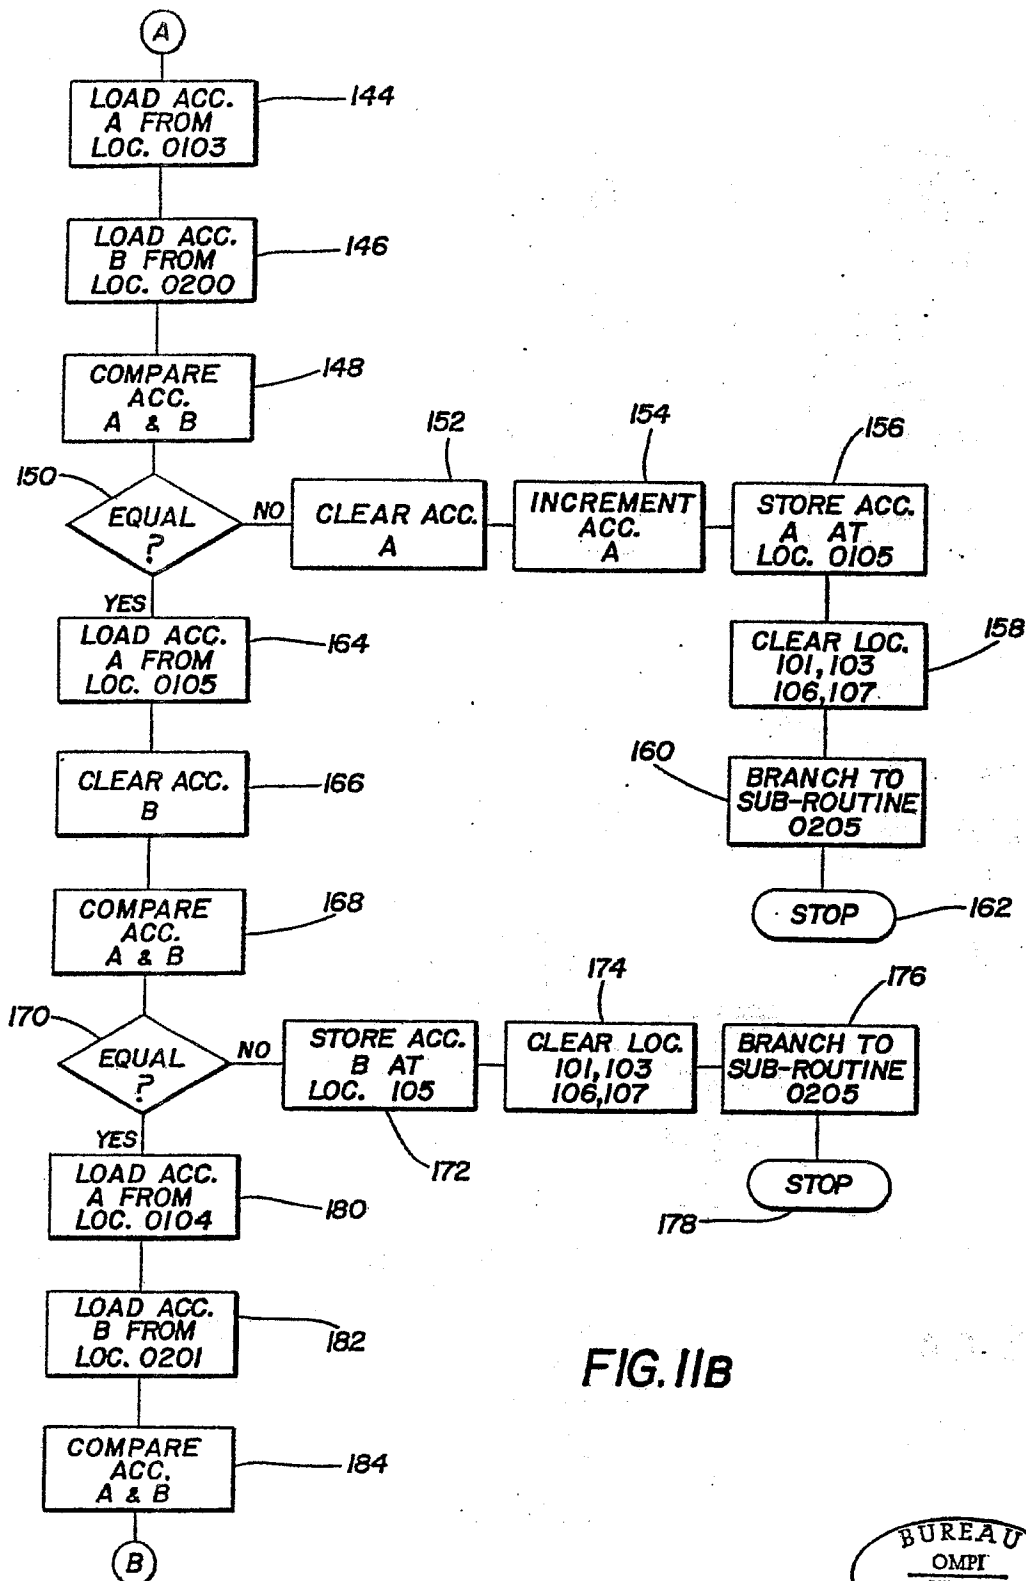 A
LOAD ACC.
A FROM
LOC. 0103
144
LOAD ACC.
B FROM
LOC. 0200
146
COMPARE
ACC.
A & B
148
150
EQUAL
?
NO
YES
152
CLEAR ACC.
A
154
INCREMENT
ACC.
A
156
STORE ACC.
A AT
LOC. 0105
CLEAR LOC.
101,103
106,107
158
160
BRANCH TO
SUB-ROUTINE
0205
STOP
162
LOAD ACC.
A FROM
LOC. 0105
164
CLEAR ACC.
B
166
COMPARE
ACC.
A & B
168
170
EQUAL
?
NO
YES
STORE ACC.
B AT
LOC. 105
172
174
CLEAR LOC.
101,103
106,107
176
BRANCH TO
SUB-ROUTINE
0205
STOP
178
LOAD ACC.
A FROM
LOC. 0104
180
LOAD ACC.
B FROM
LOC. 0201
182
COMPARE
ACC.
A & B
184
B
FIG. 11B
BUREAU
OMPI